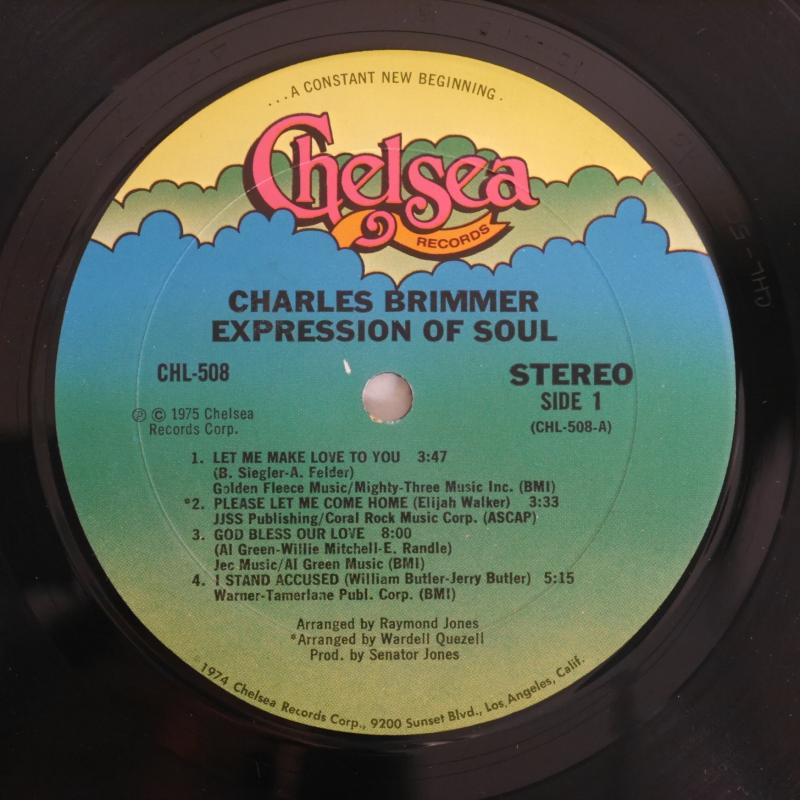 ...A CONSTANT NEW BEGINNING.
Chelsea
RECORDS
CHARLES BRIMMER
EXPRESSION OF SOUL
CHL-508
STEREO
SIDE 1
(CHL-508-A)
℗ © 1975 Chelsea
Records Corp.
1. LET ME MAKE LOVE TO YOU 3:47
(B. Siegler-A. Felder)
Golden Fleece Music/Mighty-Three Music Inc. (BMI)
*2. PLEASE LET ME COME HOME (Elijah Walker) 3:33
JJSS Publishing/Coral Rock Music Corp. (ASCAP)
3. GOD BLESS OUR LOVE 8:00
(Al Green-Willie Mitchell-E. Randle)
Jec Music/Al Green Music (BMI)
4. I STAND ACCUSED (William Butler-Jerry Butler) 5:15
Warner-Tamerlane Publ. Corp. (BMI)
Arranged by Raymond Jones
*Arranged by Wardell Quezell
Prod. by Senator Jones
1974 Chelsea Records Corp., 9200 Sunset Blvd., Los Angeles, Calif.